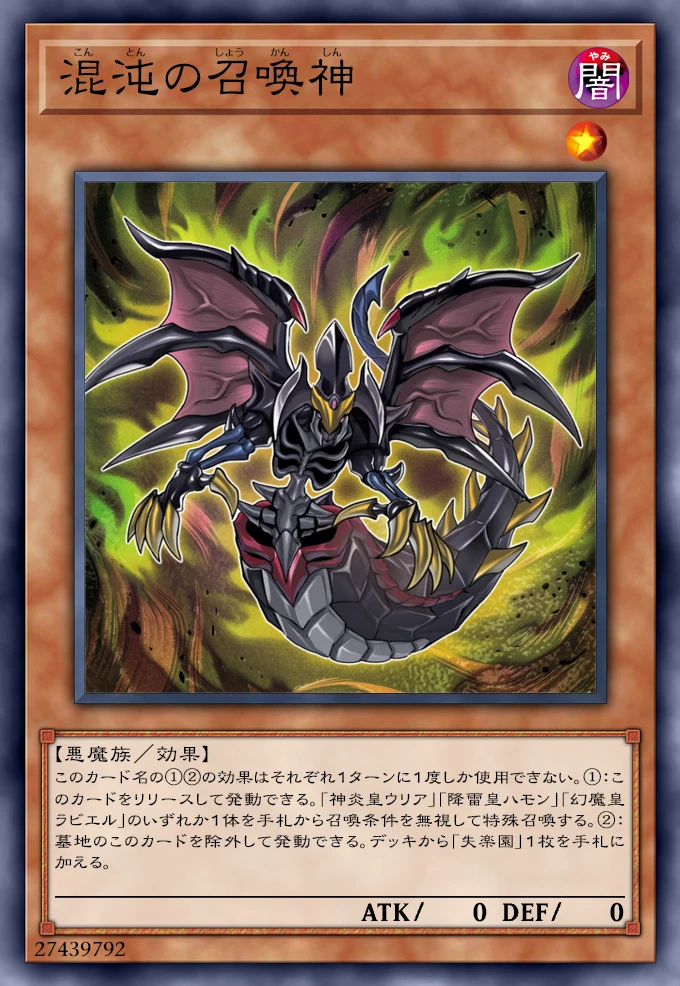 こん とん しょう かん しん
混沌の召喚神
やみ
闇
【悪魔族／効果】
このカード名の①②の効果はそれぞれ1ターンに1度しか使用できない。①：こ
のカードをリリースして発動できる。「神炎皇ウリア」「降雷皇ハモン」「幻魔皇
ラビエル」のいずれか1体を手札から召喚条件を無視して特殊召喚する。②：
墓地のこのカードを除外して発動できる。デッキから「失楽園」1枚を手札に
加える。
ATK/ 0 DEF/ 0
27439792